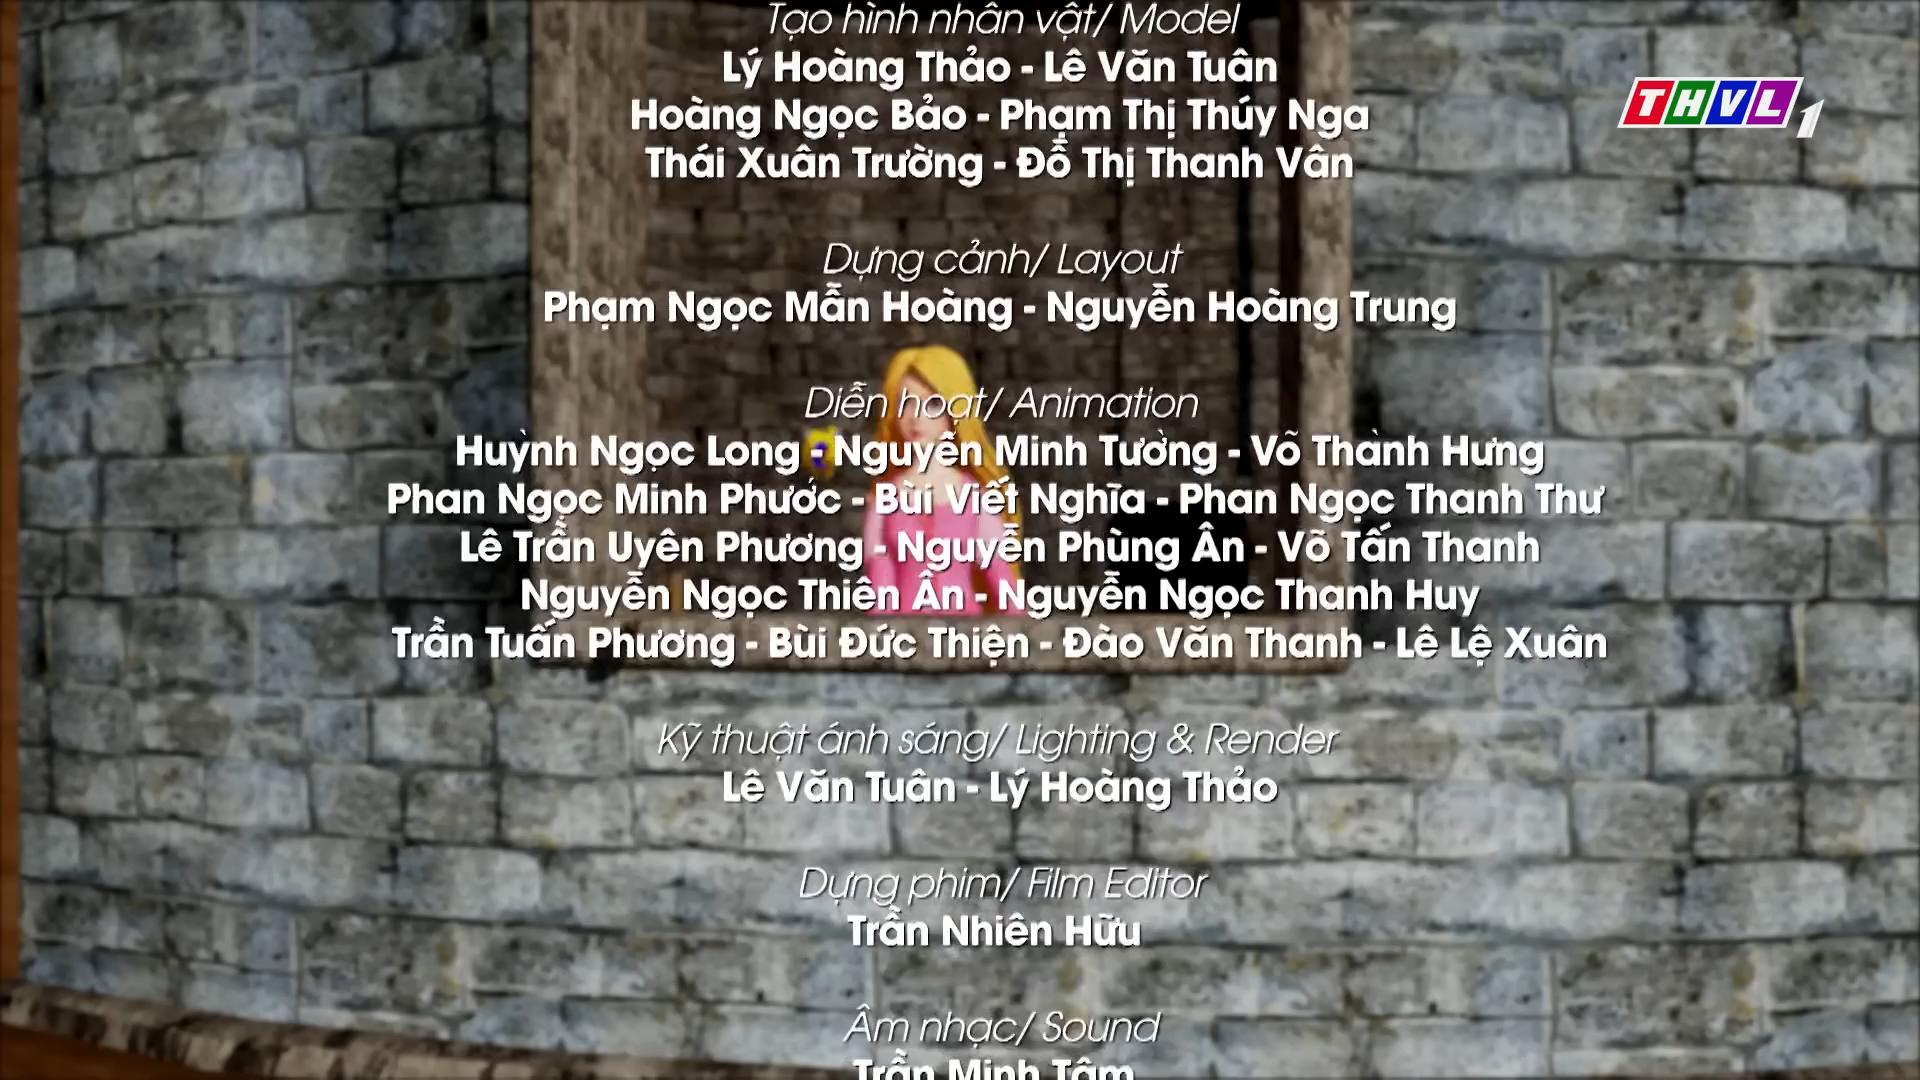 Tạo hình nhân vật/ Model
Lý Hoàng Thảo - Lê Văn Tuân
Hoàng Ngọc Bảo - Phạm Thị Thúy Nga
THVL 1
Thái Xuân Trường - Đỗ Thị Thanh Vân
Dựng cảnh/ Layout
Phạm Ngọc Mẫn Hoàng - Nguyễn Hoàng Trung
Diễn hoạt/ Animation
Huỳnh Ngọc Long - Nguyễn Minh Tường - Võ Thành Hưng
Phan Ngọc Minh Phước - Bùi Viết Nghĩa - Phan Ngọc Thanh Thư
Lê Trần Uyên Phương - Nguyễn Phùng Ân - Võ Tấn Thanh
Nguyễn Ngọc Thiên Ân - Nguyễn Ngọc Thanh Huy
Trần Tuấn Phương - Bùi Đức Thiện - Đào Văn Thanh - Lê Lệ Xuân
Kỹ thuật ánh sáng/ Lighting & Render
Lê Văn Tuân - Lý Hoàng Thảo
Dựng phim/ Film Editor
Trần Nhiên Hữu
Âm nhạc/ Sound
Trần Minh Tâm